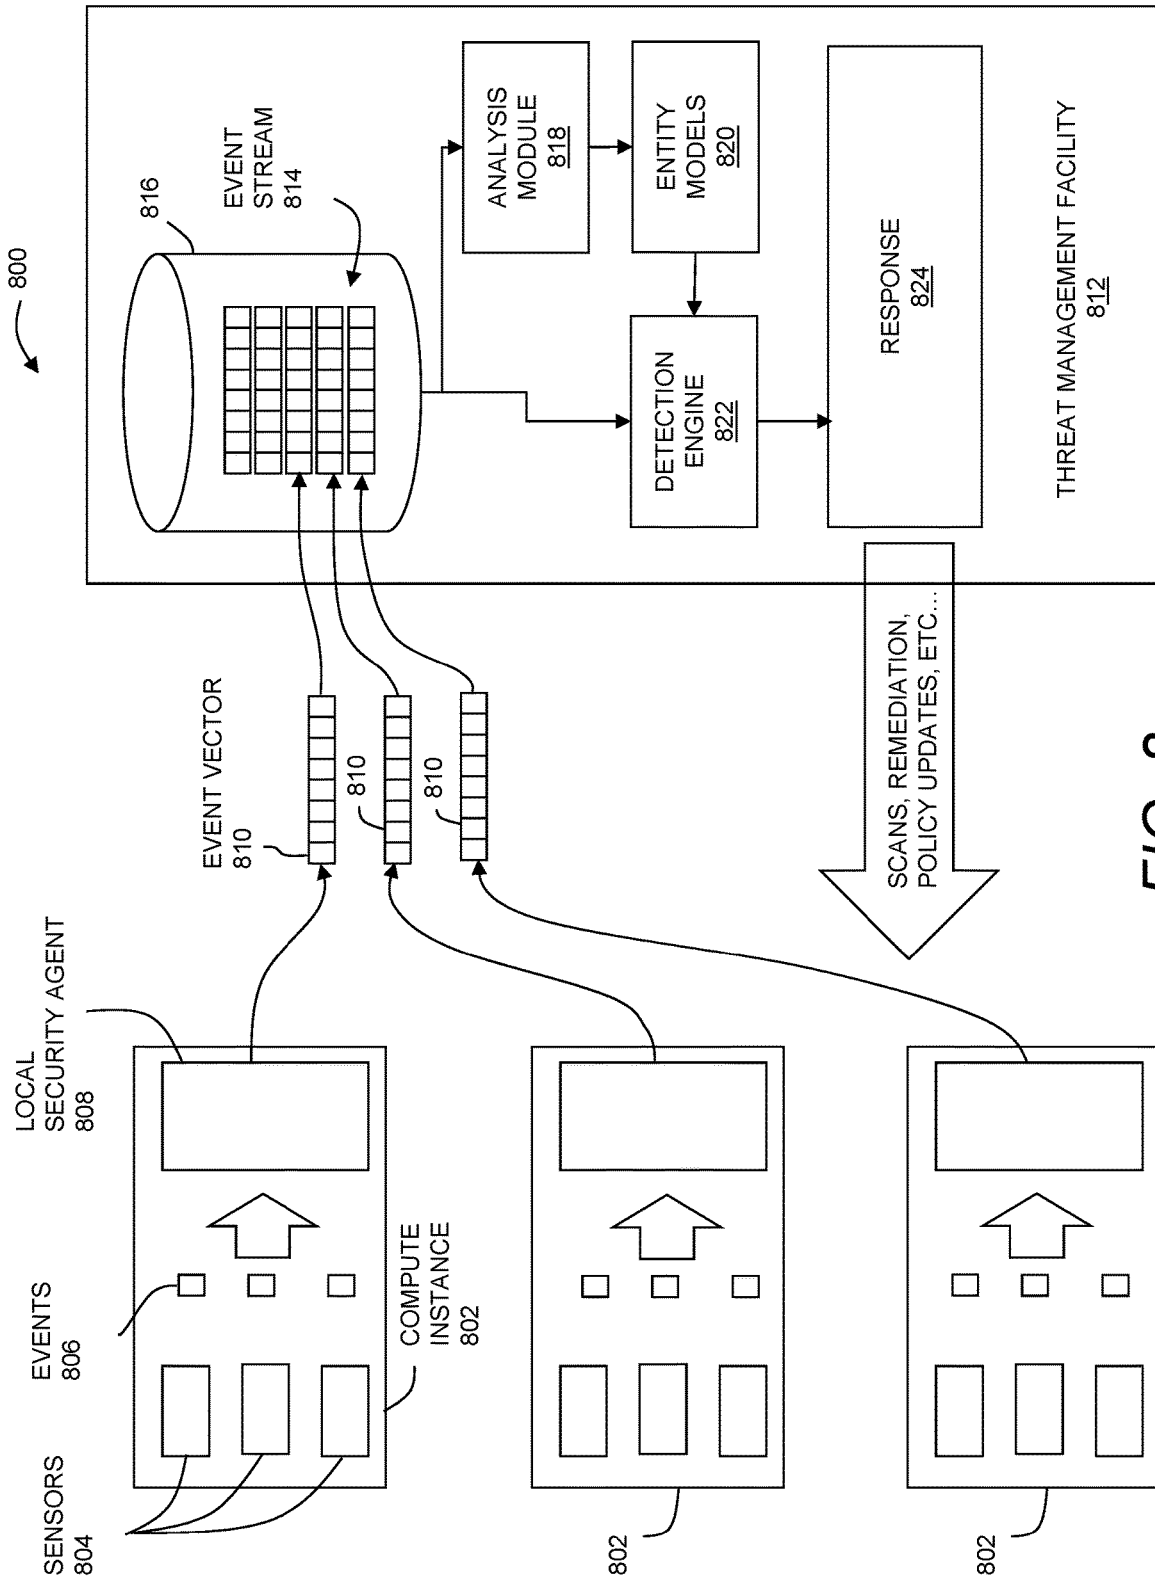 800
SENSORS
804
EVENTS
806
LOCAL
SECURITY AGENT
808
EVENT VECTOR
810
816
EVENT
STREAM
814
COMPUTE
INSTANCE
802
810
810
802
802
ANALYSIS
MODULE
818
ENTITY
MODELS
820
DETECTION
ENGINE
822
RESPONSE
824
SCANS, REMEDIATION,
POLICY UPDATES, ETC...
THREAT MANAGEMENT FACILITY
812